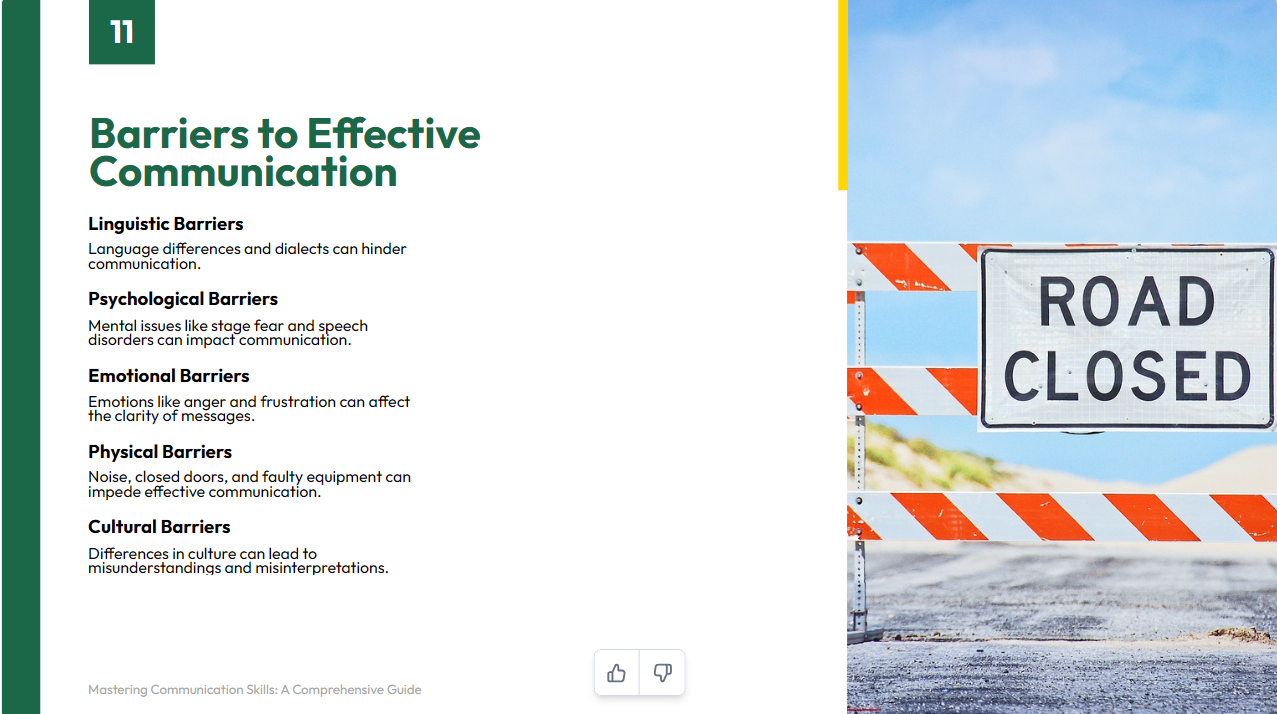 11
Barriers to Effective
Communication
Linguistic Barriers
Language differences and dialects can hinder
communication.
Psychological Barriers
Mental issues like stage fear and speech
disorders can impact communication.
Emotional Barriers
Emotions like anger and frustration can affect
the clarity of messages.
Physical Barriers
Noise, closed doors, and faulty equipment can
impede effective communication.
Cultural Barriers
Differences in culture can lead to
misunderstandings and misinterpretations.
Mastering Communication Skills: A Comprehensive Guide
ROAD
CLOSED